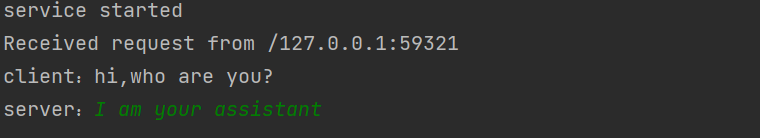 service started
Received request from /127.0.0.1:59321
client：hi,who are you?
server：I am your assistant